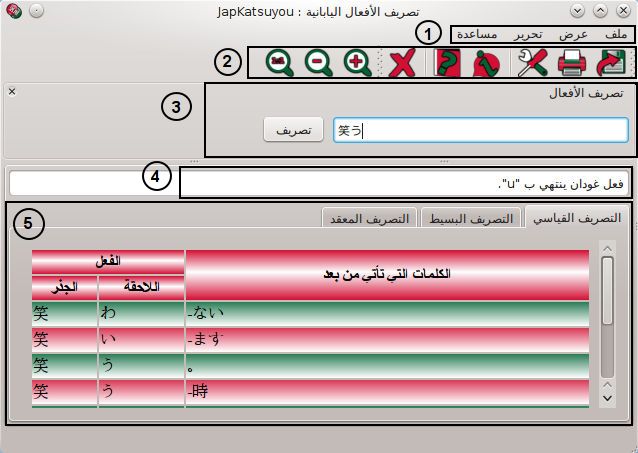 JapKatsuyou : تصريف الأفعال اليابانية
ملف عرض تحرير مساعدة
1
2
1:1
3
تصريف الأفعال
笑う
تصريف
4
فعل غودان ينتهي ب "u".
5
التصريف القياسي التصريف البسيط التصريف المعقد
الكلمات التي تأتي من بعد الفعل
اللاحقة الجذر
笑 わ -ない
笑 い -ます
笑 う 。
笑 う -時